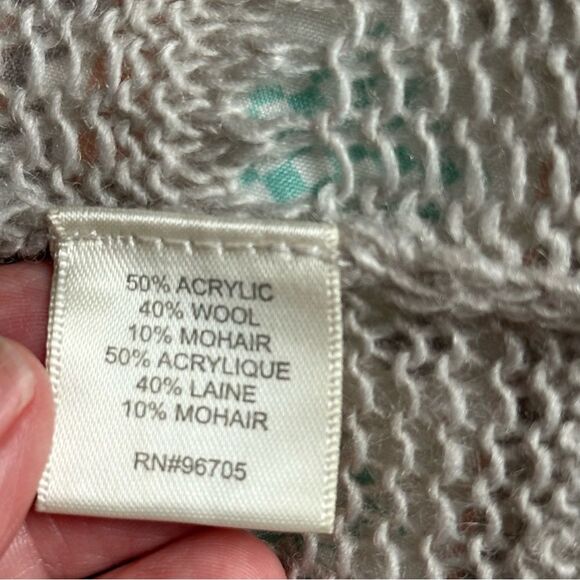 50% ACRYLIC
40% WOOL
10% MOHAIR
50% ACRYLIQUE
40% LAINE
10% MOHAIR
RN#96705